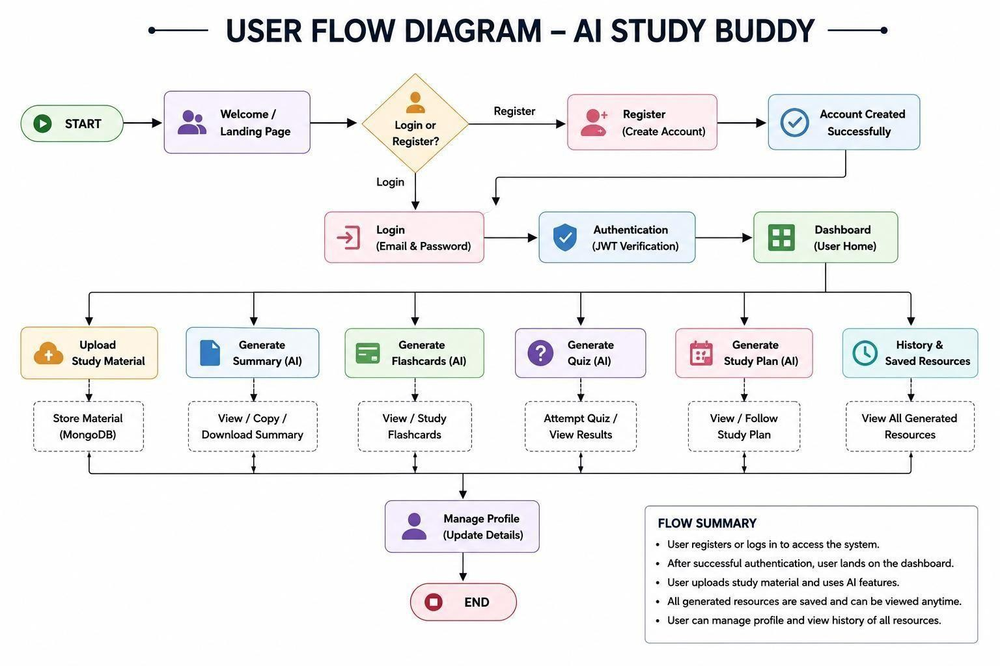 USER FLOW DIAGRAM – AI STUDY BUDDY
START
Welcome /
Landing Page
Login or
Register?
Register
Register
(Create Account)
Account Created
Successfully
Login
Login
(Email & Password)
Authentication
(JWT Verification)
Dashboard
(User Home)
Upload
Study Material
Generate
Summary (AI)
Generate
Flashcards (AI)
Generate
Quiz (AI)
Generate
Study Plan (AI)
History &
Saved Resources
Store Material
(MongoDB)
View / Copy /
Download Summary
View / Study
Flashcards
Attempt Quiz /
View Results
View / Follow
Study Plan
View All Generated
Resources
Manage Profile
(Update Details)
END
FLOW SUMMARY
• User registers or logs in to access the system.
• After successful authentication, user lands on the dashboard.
• User uploads study material and uses AI features.
• All generated resources are saved and can be viewed anytime.
• User can manage profile and view history of all resources.